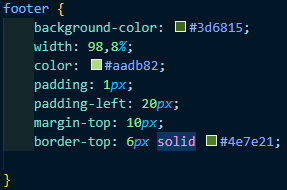 footer {
background-color: #3d6815;
width: 98,8%;
color: #aadb82;
padding: 1px;
padding-left: 20px;
margin-top: 10px;
border-top: 6px solid #4e7e21;
}